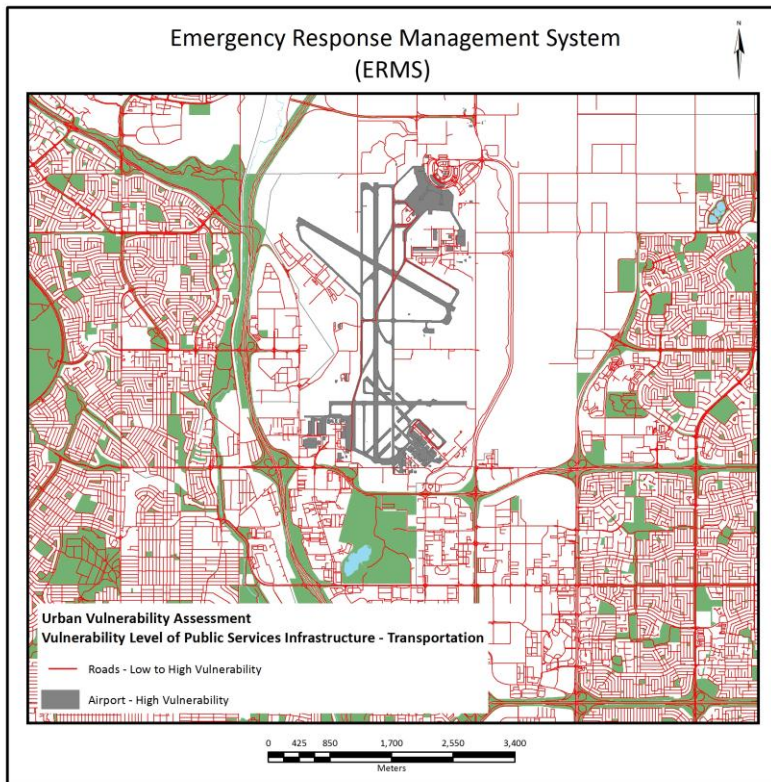 Emergency Response Management System
(ERMS)
N
Urban Vulnerability Assessment
Vulnerability Level of Public Services Infrastructure - Transportation
Roads - Low to High Vulnerability
Airport - High Vulnerability
0 425 850 1,700 2,550 3,400
Meters